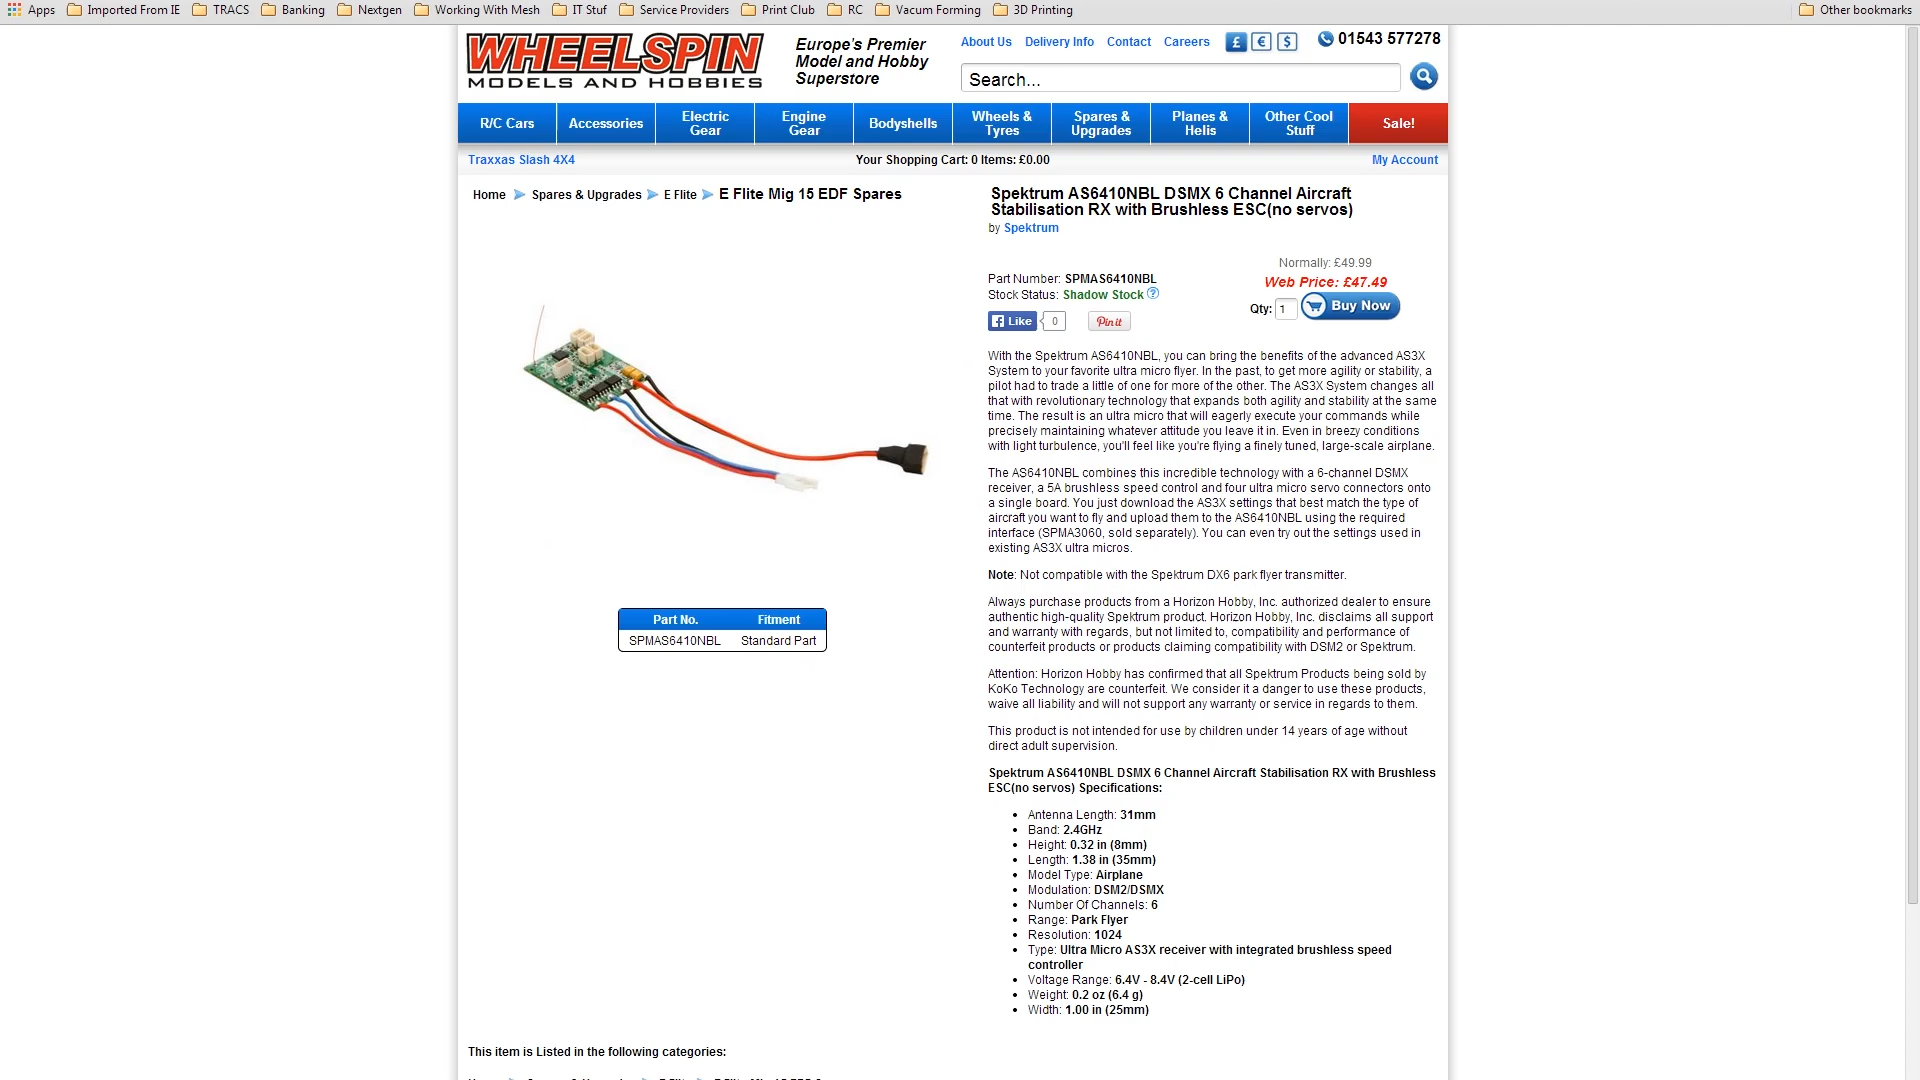 Apps Imported From IE TRACS Banking Nextgen Working With Mesh IT Stuf Service Providers Print Club RC Vacum Forming 3D Printing Other bookmarks
WHEELSPIN
MODELS AND HOBBIES
Europe's Premier
Model and Hobby
Superstore
About Us Delivery Info Contact Careers £ € $ 01543 577278
Search...
R/C Cars
Accessories
Electric
Gear
Engine
Gear
Bodyshells
Wheels &
Tyres
Spares &
Upgrades
Planes &
Helis
Other Cool
Stuff
Sale!
Traxxas Slash 4X4 Your Shopping Cart: 0 Items: £0.00 My Account
Home Spares & Upgrades E Flite E Flite Mig 15 EDF Spares
Part No. Fitment
SPMAS6410NBL Standard Part
Spektrum AS6410NBL DSMX 6 Channel Aircraft
Stabilisation RX with Brushless ESC(no servos)
by Spektrum
Normally: £49.99
Part Number: SPMAS6410NBL
Web Price: £47.49
Stock Status: Shadow Stock ?
Qty: 1 Buy Now
Like 0 Pin it
With the Spektrum AS6410NBL, you can bring the benefits of the advanced AS3X
System to your favorite ultra micro flyer. In the past, to get more agility or stability, a
pilot had to trade a little of one for more of the other. The AS3X System changes all
that with revolutionary technology that expands both agility and stability at the same
time. The result is an ultra micro that will eagerly execute your commands while
precisely maintaining whatever attitude you leave it in. Even in breezy conditions
with light turbulence, you'll feel like you're flying a finely tuned, large-scale airplane.
The AS6410NBL combines this incredible technology with a 6-channel DSMX
receiver, a 5A brushless speed control and four ultra micro servo connectors onto
a single board. You just download the AS3X settings that best match the type of
aircraft you want to fly and upload them to the AS6410NBL using the required
interface (SPMA3060, sold separately). You can even try out the settings used in
existing AS3X ultra micros.
Note: Not compatible with the Spektrum DX6 park flyer transmitter.
Always purchase products from a Horizon Hobby, Inc. authorized dealer to ensure
authentic high-quality Spektrum product. Horizon Hobby, Inc. disclaims all support
and warranty with regards, but not limited to, compatibility and performance of
counterfeit products or products claiming compatibility with DSM2 or Spektrum.
Attention: Horizon Hobby has confirmed that all Spektrum Products being sold by
KoKo Technology are counterfeit. We consider it a danger to use these products,
waive all liability and will not support any warranty or service in regards to them.
This product is not intended for use by children under 14 years of age without
direct adult supervision.
Spektrum AS6410NBL DSMX 6 Channel Aircraft Stabilisation RX with Brushless
ESC(no servos) Specifications:
Antenna Length: 31mm
Band: 2.4GHz
Height: 0.32 in (8mm)
Length: 1.38 in (35mm)
Model Type: Airplane
Modulation: DSM2/DSMX
Number Of Channels: 6
Range: Park Flyer
Resolution: 1024
Type: Ultra Micro AS3X receiver with integrated brushless speed
controller
Voltage Range: 6.4V - 8.4V (2-cell LiPo)
Weight: 0.2 oz (6.4 g)
Width: 1.00 in (25mm)
This item is Listed in the following categories: